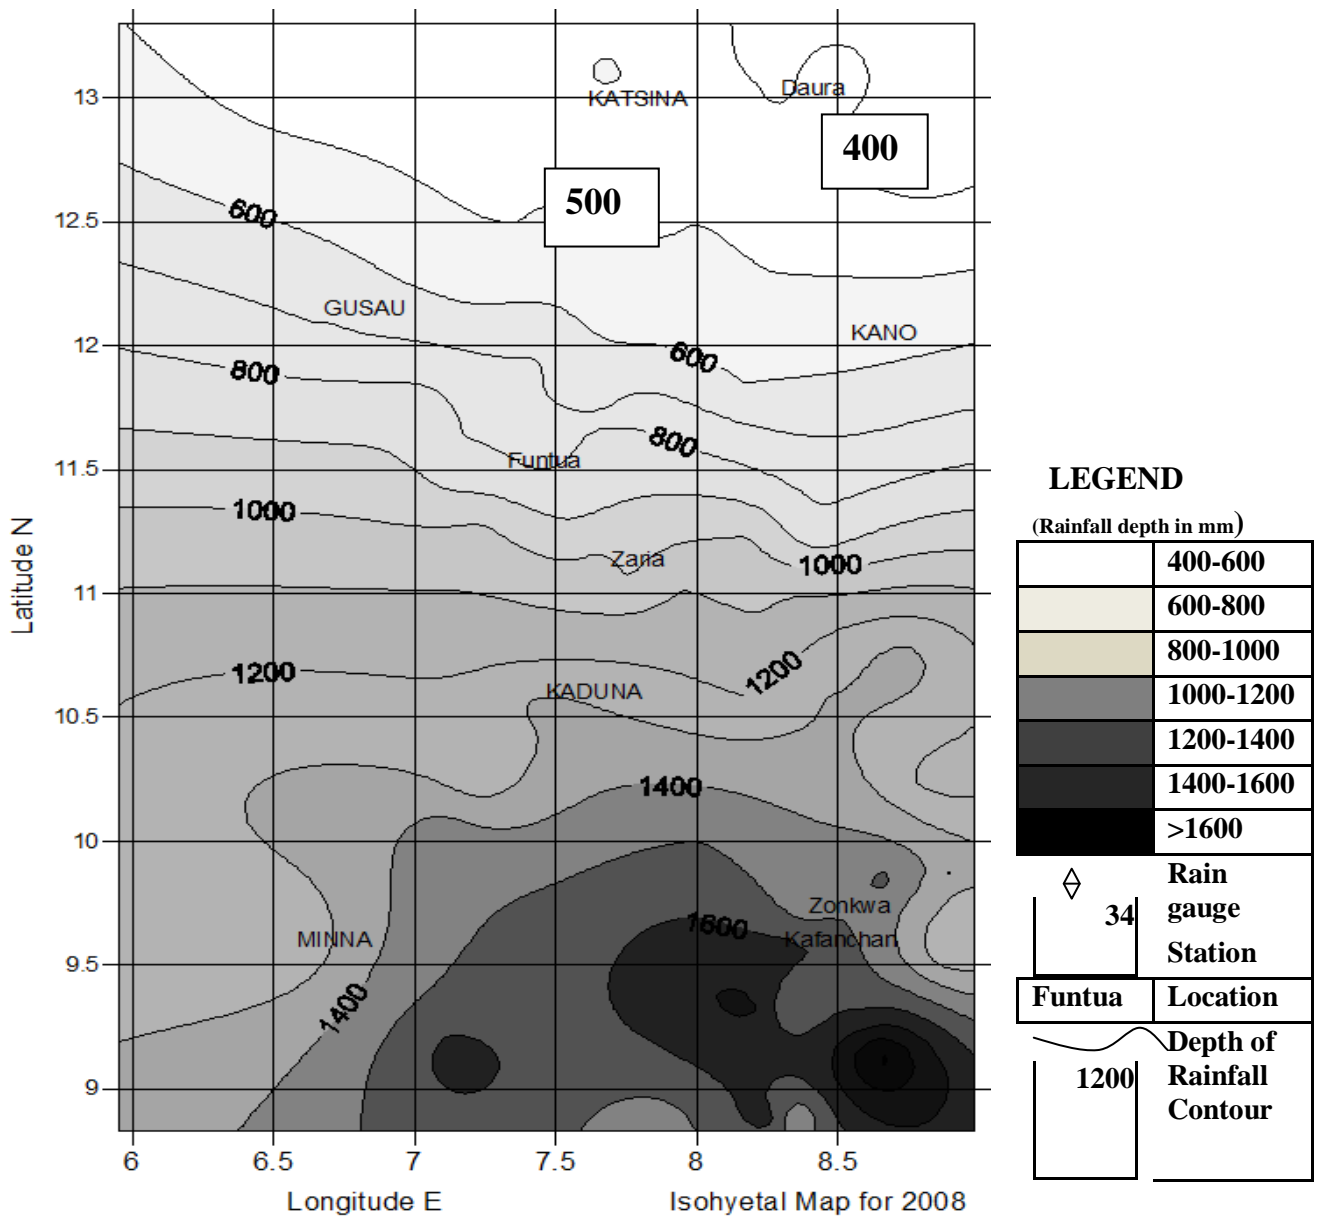 13
12.5
12
11.5
11
10.5
10
9.5
9
Latitude N
KATSINA
Daura
400
500
600
GUSAU
KANO
600
800
800
Funtua
1000
Zaria
1000
1200
1200
KADUNA
1400
Zonkwa
1600
Kafanchan
MINNA
1400
6 6.5 7 7.5 8 8.5
Longitude E
Isohyetal Map for 2008
LEGEND
(Rainfall depth in mm)
400-600
600-800
800-1000
1000-1200
1200-1400
1400-1600
>1600
34
Rain
gauge
Station
Funtua Location
1200
Depth of
Rainfall
Contour